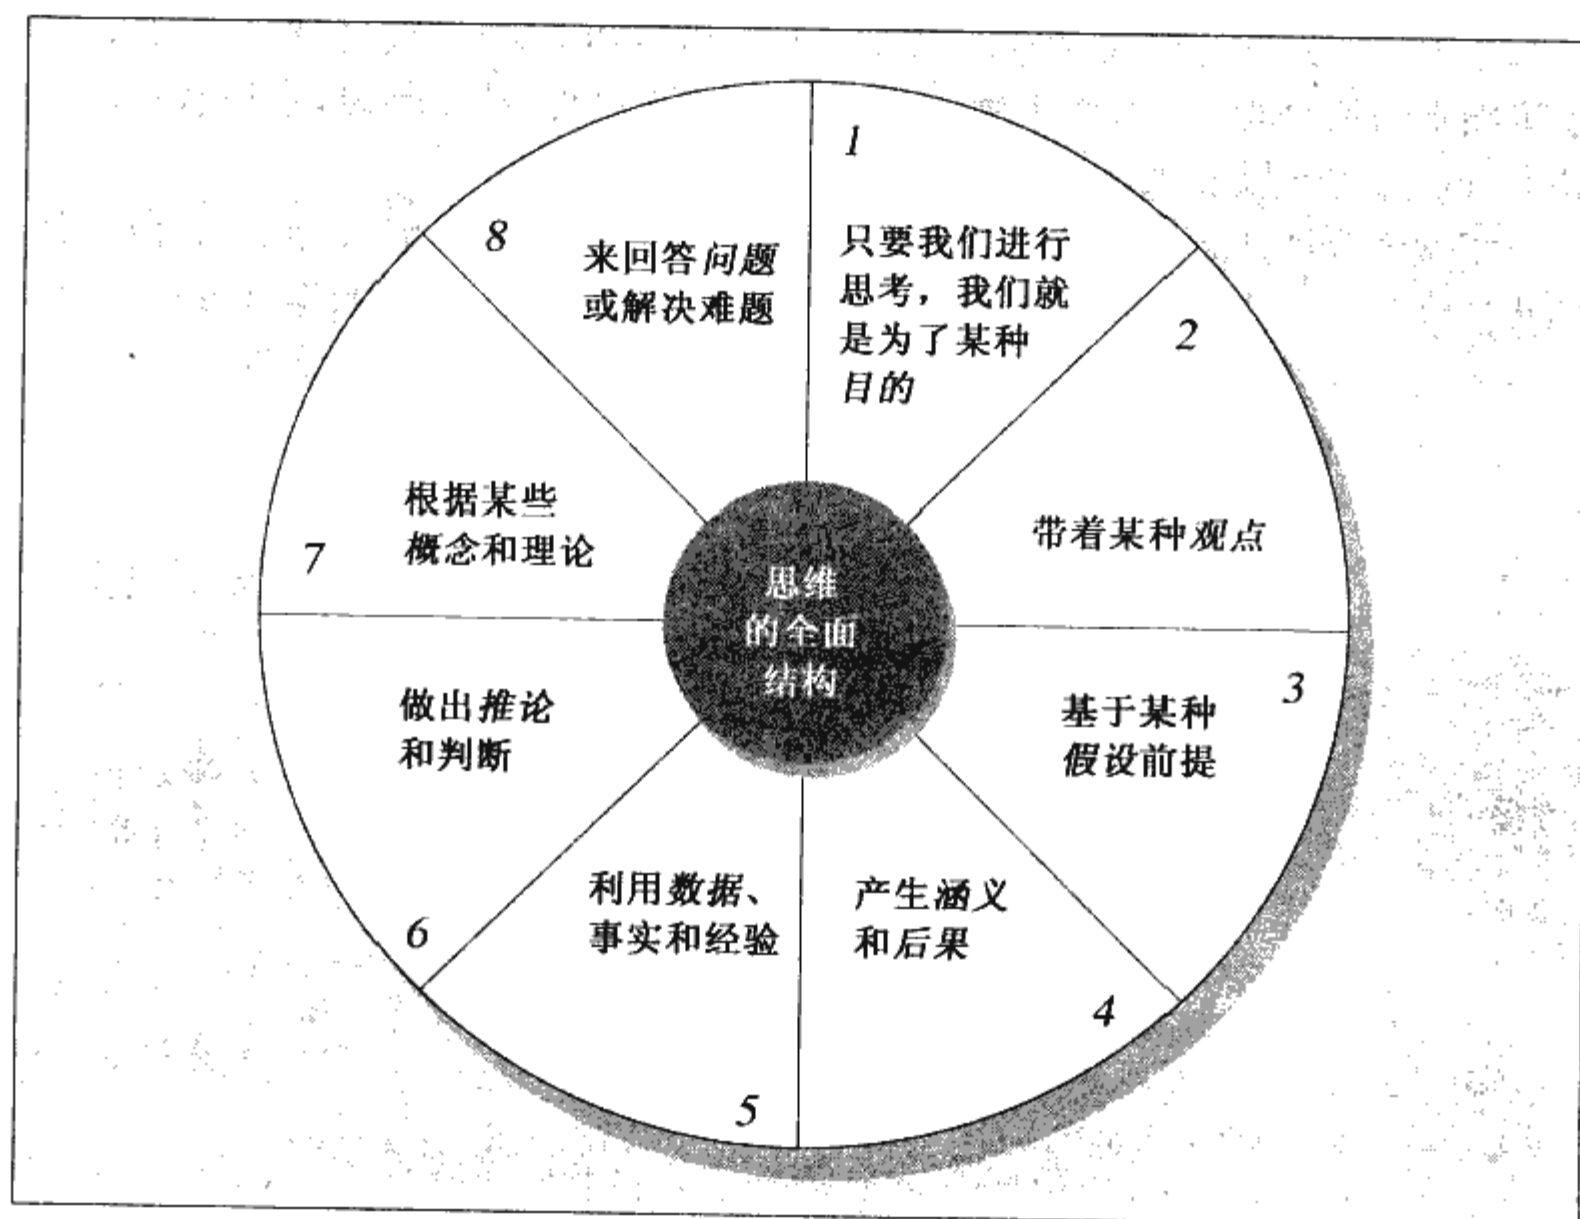 1
只要我们进行
思考，我们就
是为了某种
目的
2
带着某种观点
3
基于某种
假设前提
4
产生涵义
和后果
5
利用数据、
事实和经验
6
做出推论
和判断
7
根据某些
概念和理论
8
来回答问题
或解决难题
思维
的全面
结构